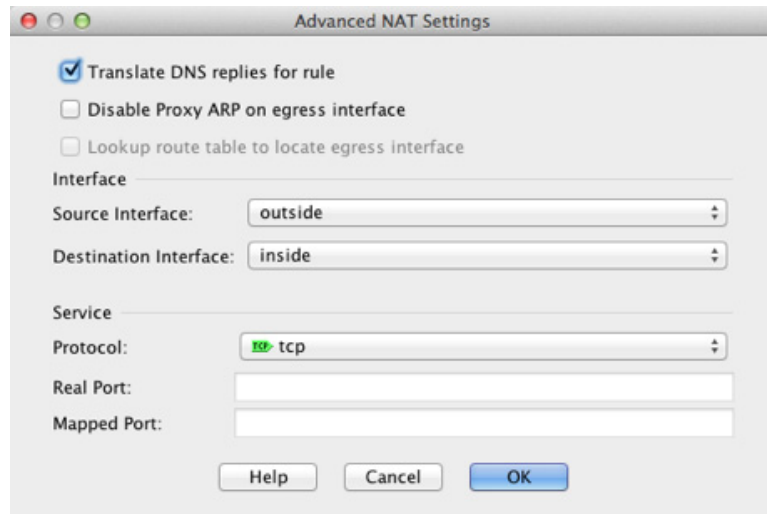 Advanced NAT Settings
Translate DNS replies for rule
Disable Proxy ARP on egress interface
Lookup route table to locate egress interface
Interface
Source Interface: outside
Destination Interface: inside
Service
Protocol: TCP tcp
Real Port:
Mapped Port:
Help Cancel OK